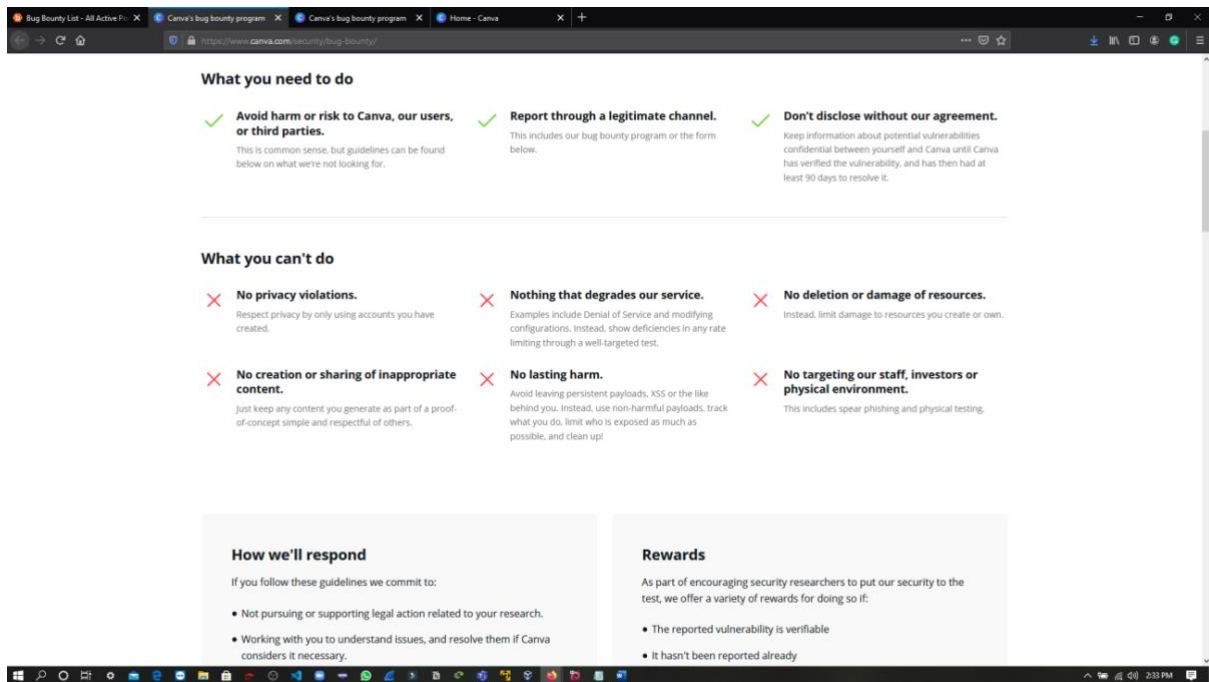 Bug Bounty List - All Active Pr
Canva's bug bounty program
Canva's bug bounty program
Home - Canva
https://www.canva.com/security/bug-bounty/
What you need to do
Avoid harm or risk to Canva, our users,
or third parties.
This is common sense, but guidelines can be found
below on what we're not looking for.
Report through a legitimate channel.
This includes our bug bounty program or the form
below.
Don't disclose without our agreement.
Keep information about potential vulnerabilities
confidential between yourself and Canva until Canva
has verified the vulnerability, and has then had at
least 90 days to resolve it.
What you can't do
No privacy violations.
Respect privacy by only using accounts you have
created.
Nothing that degrades our service.
Examples include Denial of Service and modifying
configurations. Instead, show deficiencies in any rate
limiting through a well-targeted test.
No deletion or damage of resources.
Instead, limit damage to resources you create or own.
No creation or sharing of inappropriate
content.
Just keep any content you generate as part of a proof-
of-concept simple and respectful of others.
No lasting harm.
Avoid leaving persistent payloads, XSS or the like
behind you. Instead, use non-harmful payloads, track
what you do, limit who is exposed as much as
possible, and clean up!
No targeting our staff, investors or
physical environment.
This includes spear phishing and physical testing.
How we'll respond
If you follow these guidelines we commit to:
• Not pursuing or supporting legal action related to your research.
• Working with you to understand issues, and resolve them if Canva
considers it necessary.
Rewards
As part of encouraging security researchers to put our security to the
test, we offer a variety of rewards for doing so if:
• The reported vulnerability is verifiable
• It hasn't been reported already
2:33 PM